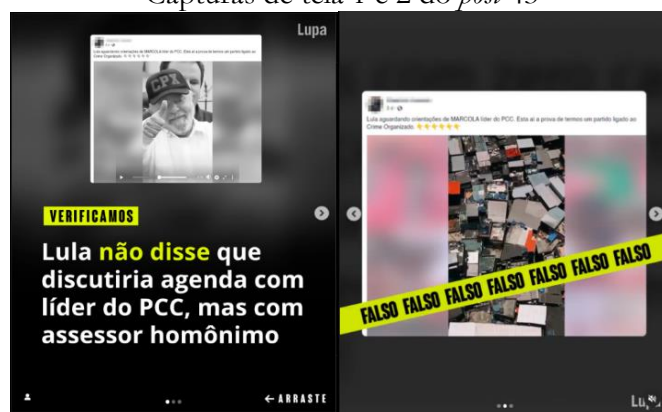 Capturas de tela 1 e 2 do post 43
Lupa
Lula aguardando orientações de MARCOLA líder do PCC. Esta ai a prova de termos um partido ligado ao
Crime Organizado.
CPX
VERIFICAMOS
Lula não disse que
discutiria agenda com
líder do PCC, mas com
assessor homônimo
ARRASTE
Lula aguardando orientações de MARCOLA líder do PCC. Esta ai a prova de termos um partido ligado ao
Crime Organizado.
FALSO FALSO FALSO FALSO FALSO FALSO FALSO